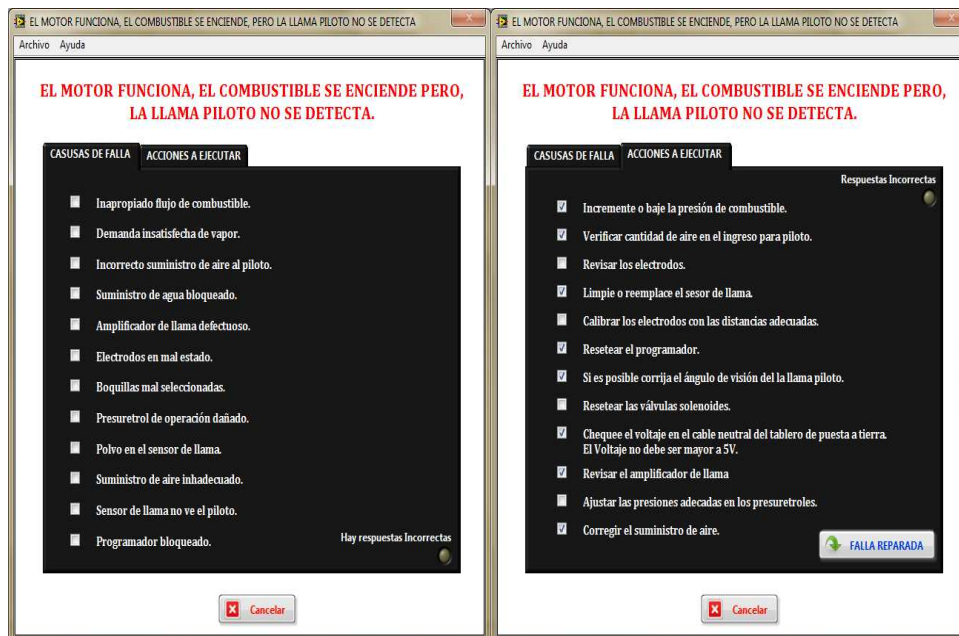 EL MOTOR FUNCIONA, EL COMBUSTIBLE SE ENCIENDE, PERO LA LLAMA PILOTO NO SE DETECTA
Archivo Ayuda
EL MOTOR FUNCIONA, EL COMBUSTIBLE SE ENCIENDE PERO,
LA LLAMA PILOTO NO SE DETECTA.
CASUSAS DE FALLA ACCIONES A EJECUTAR
Inapropiado flujo de combustible.
Demanda insatisfecha de vapor.
Incorrecto suministro de aire al piloto.
Suministro de agua bloqueado.
Amplificador de llama defectuoso.
Electrodos en mal estado.
Boquillas mal seleccionadas.
Presuretrol de operación dañado.
Polvo en el sensor de llama.
Suministro de aire inhadecuado.
Sensor de llama no ve el piloto.
Programador bloqueado.
Hay respuestas Incorrectas
Cancelar
EL MOTOR FUNCIONA, EL COMBUSTIBLE SE ENCIENDE, PERO LA LLAMA PILOTO NO SE DETECTA
Archivo Ayuda
EL MOTOR FUNCIONA, EL COMBUSTIBLE SE ENCIENDE PERO,
LA LLAMA PILOTO NO SE DETECTA.
CASUSAS DE FALLA ACCIONES A EJECUTAR
Respuestas Incorrectas
Incremente o baje la presión de combustible.
Verificar cantidad de aire en el ingreso para piloto.
Revisar los electrodos.
Limpie o reemplace el sesor de llama.
Calibrar los electrodos con las distancias adecuadas.
Resetear el programador.
Si es posible corrija el ángulo de visión del la llama piloto.
Resetear las válvulas solenoides.
Chequee el voltaje en el cable neutral del tablero de puesta a tierra.
El Voltaje no debe ser mayor a 5V.
Revisar el amplificador de llama
Ajustar las presiones adecadas en los presuretroles.
Corregir el suministro de aire.
FALLA REPARADA
Cancelar